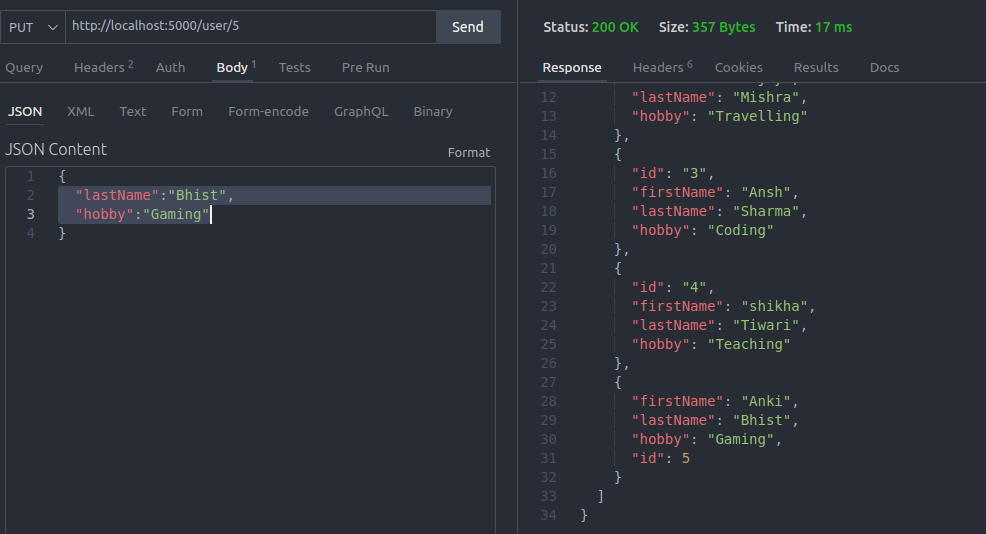 PUT http://localhost:5000/user/5 Send
Query Headers 2 Auth Body 1 Tests Pre Run
JSON XML Text Form Form-encode GraphQL Binary
JSON Content Format
1 {
2 "lastName":"Bhist",
3 "hobby":"Gaming"
4 }
Status: 200 OK Size: 357 Bytes Time: 17 ms
Response Headers 6 Cookies Results Docs
12 "lastName": "Mishra",
13 "hobby": "Travelling"
14 },
15 {
16 "id": "3",
17 "firstName": "Ansh",
18 "lastName": "Sharma",
19 "hobby": "Coding"
20 },
21 {
22 "id": "4",
23 "firstName": "shikha",
24 "lastName": "Tiwari",
25 "hobby": "Teaching"
26 },
27 {
28 "firstName": "Anki",
29 "lastName": "Bhist",
30 "hobby": "Gaming",
31 "id": 5
32 }
33 ]
34 }